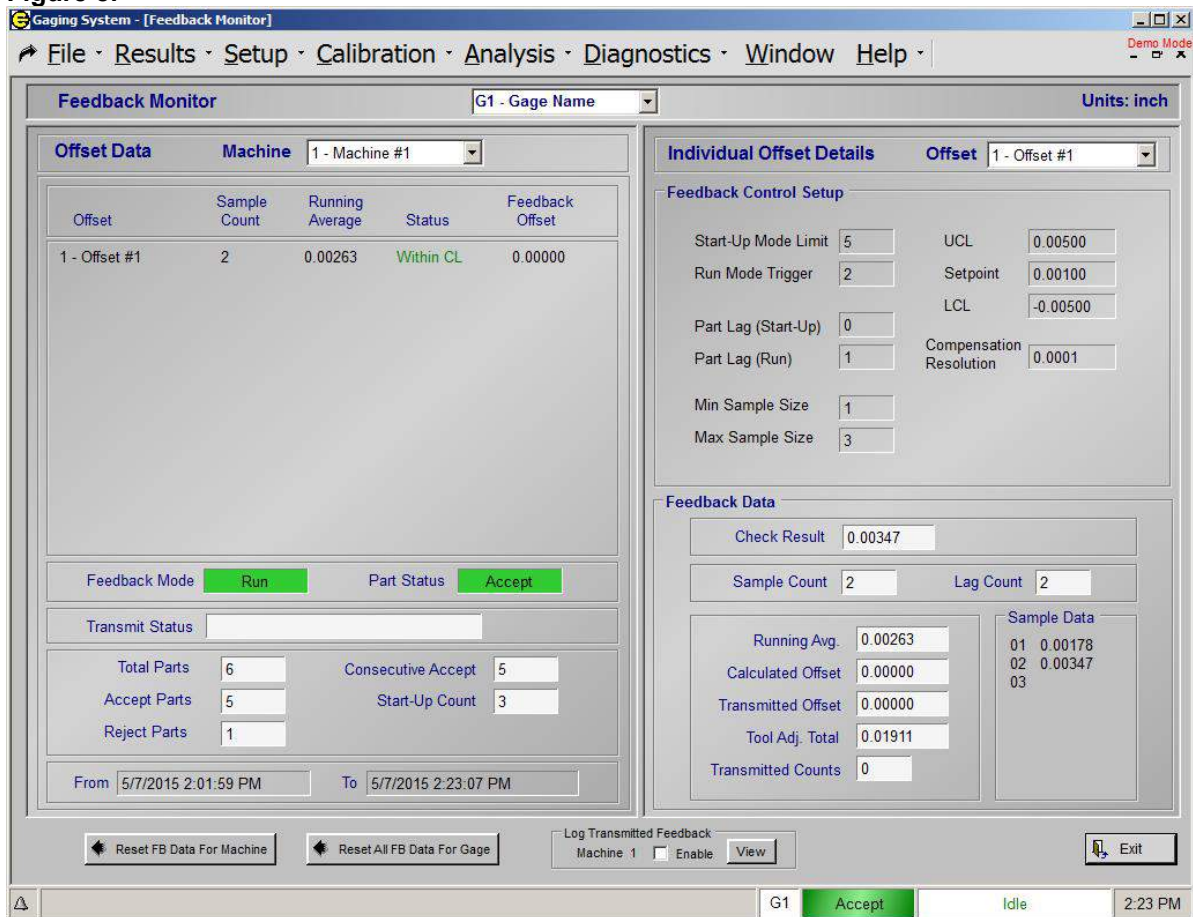 Gaging System - [Feedback Monitor]
File · Results · Setup · Calibration · Analysis · Diagnostics · Window Help ·
Demo Mode
Feedback Monitor
G1 - Gage Name
Units: inch
Offset Data
Machine
1 - Machine #1
Offset
Sample Count
Running Average
Status
Feedback Offset
1 - Offset #1 2 0.00263 Within CL 0.00000
Feedback Mode Run Part Status Accept
Transmit Status
Total Parts 6 Consecutive Accept 5
Accept Parts 5 Start-Up Count 3
Reject Parts 1
From 5/7/2015 2:01:59 PM To 5/7/2015 2:23:07 PM
Individual Offset Details Offset 1 - Offset #1
Feedback Control Setup
Start-Up Mode Limit 5 UCL 0.00500
Run Mode Trigger 2 Setpoint 0.00100
LCL -0.00500
Part Lag (Start-Up) 0
Part Lag (Run) 1 Compensation Resolution 0.0001
Min Sample Size 1
Max Sample Size 3
Feedback Data
Check Result 0.00347
Sample Count 2 Lag Count 2
Running Avg. 0.00263
Calculated Offset 0.00000
Transmitted Offset 0.00000
Tool Adj. Total 0.01911
Transmitted Counts 0
Sample Data
01 0.00178
02 0.00347
03
Reset FB Data For Machine
Reset All FB Data For Gage
Log Transmitted Feedback
Machine 1 Enable View
Exit
G1 Accept Idle 2:23 PM